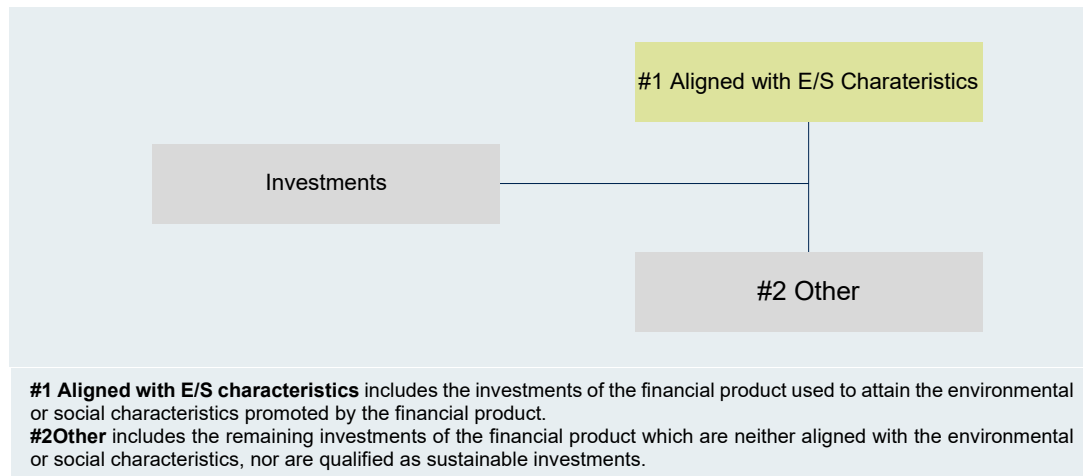 #1 Aligned with E/S Charateristics
Investments
#2 Other
#1 Aligned with E/S characteristics includes the investments of the financial product used to attain the environmental
or social characteristics promoted by the financial product.
#2Other includes the remaining investments of the financial product which are neither aligned with the environmental
or social characteristics, nor are qualified as sustainable investments.